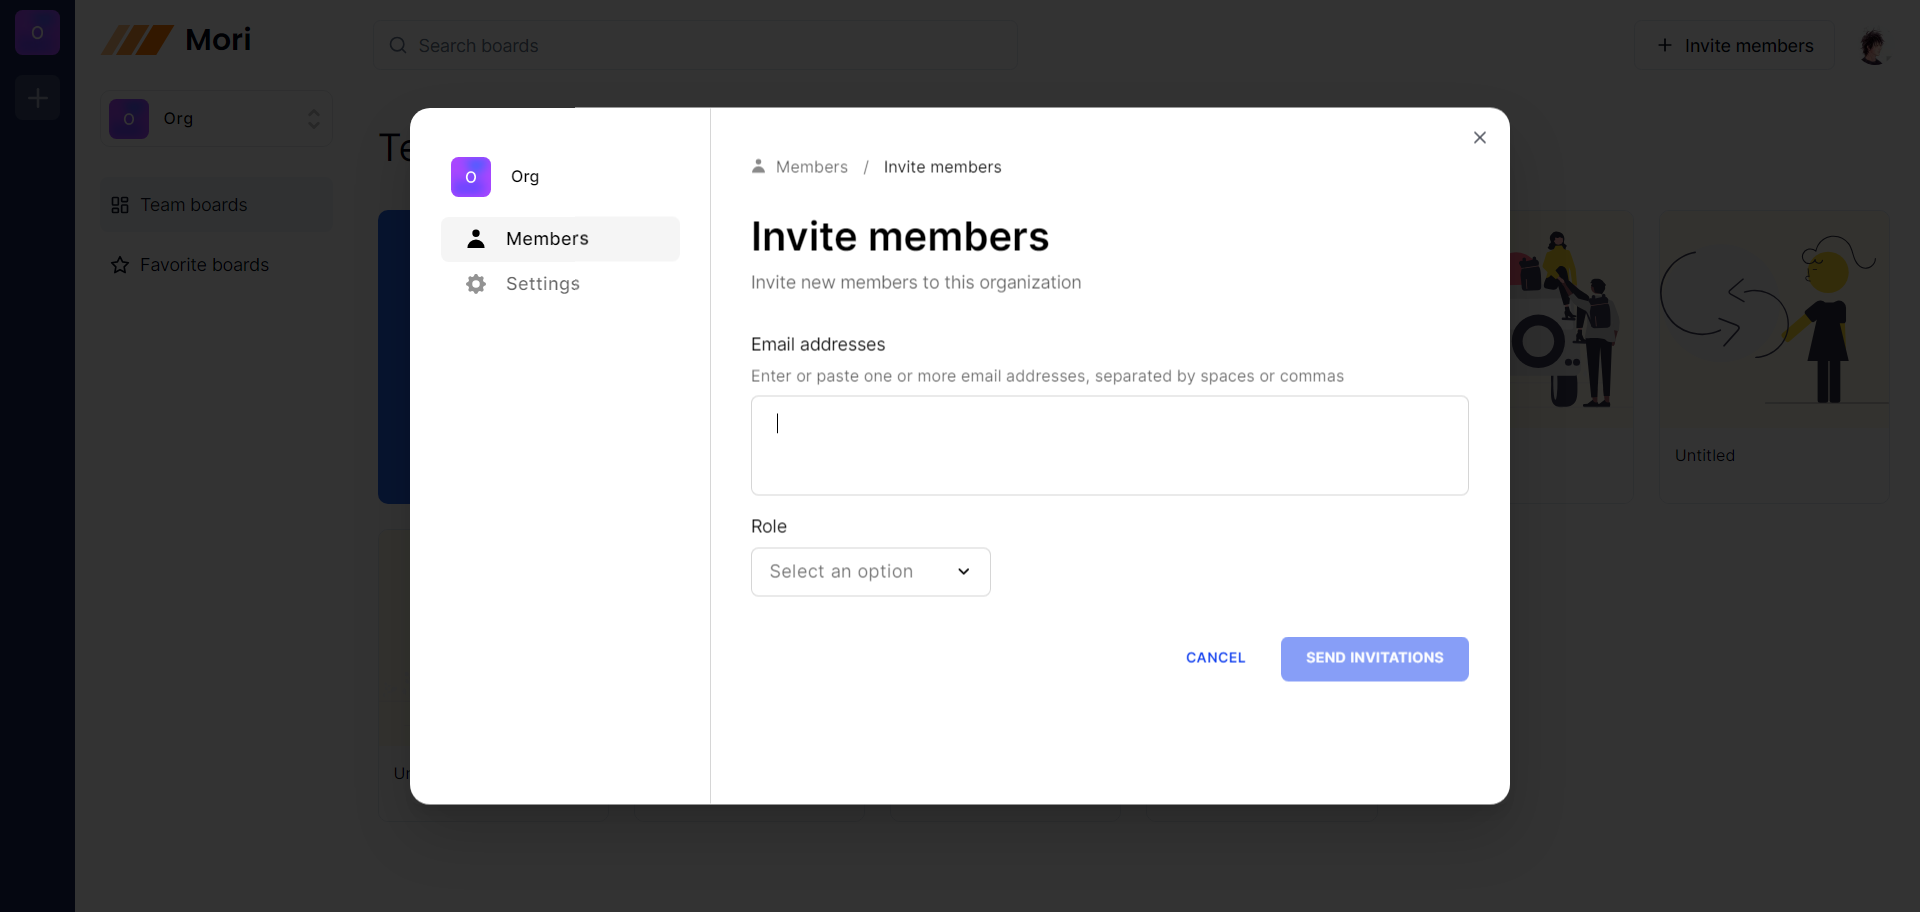 O
Mori
Search boards
Invite members
O
Org
Team boards
Favorite boards
O
Org
Members
Settings
Members / Invite members
Invite members
Invite new members to this organization
Email addresses
Enter or paste one or more email addresses, separated by spaces or commas
Role
Select an option
CANCEL
SEND INVITATIONS
Untitled